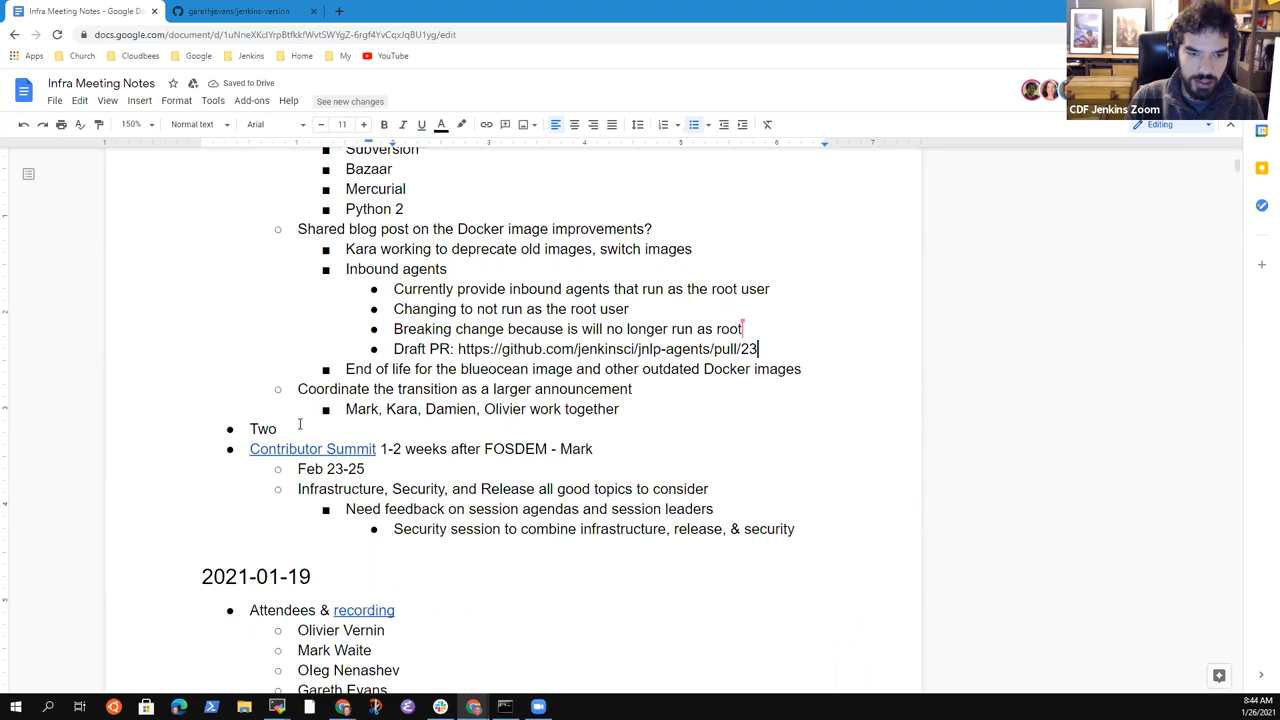 Infra Meeting Notes - Google Do
garethjevans/jenkins-version
docs.google.com/document/d/1uNneXKcIYrpBtfkkfWvtSWYgZ-6rgf4YvCqxJqBU1yg/edit
Apps Church Cloudbees Google Jenkins Home My YouTube
Infra Meeting Notes Saved to Drive
File Edit View Insert Format Tools Add-ons Help See new changes
150% Normal text Arial 11 Editing
CDF Jenkins Zoom
1 1 2 3 4 5 6 7
Subversion
Bazaar
Mercurial
Python 2
Shared blog post on the Docker image improvements?
Kara working to deprecate old images, switch images
Inbound agents
Currently provide inbound agents that run as the root user
Changing to not run as the root user
Breaking change because is will no longer run as root
Draft PR: https://github.com/jenkinsci/jnlp-agents/pull/23
End of life for the blueocean image and other outdated Docker images
Coordinate the transition as a larger announcement
Mark, Kara, Damien, Olivier work together
Two
Contributor Summit 1-2 weeks after FOSDEM - Mark
Feb 23-25
Infrastructure, Security, and Release all good topics to consider
Need feedback on session agendas and session leaders
Security session to combine infrastructure, release, & security
2021-01-19
Attendees & recording
Olivier Vernin
Mark Waite
Oleg Nenashev
Gareth Evans
8:44 AM
1/26/2021